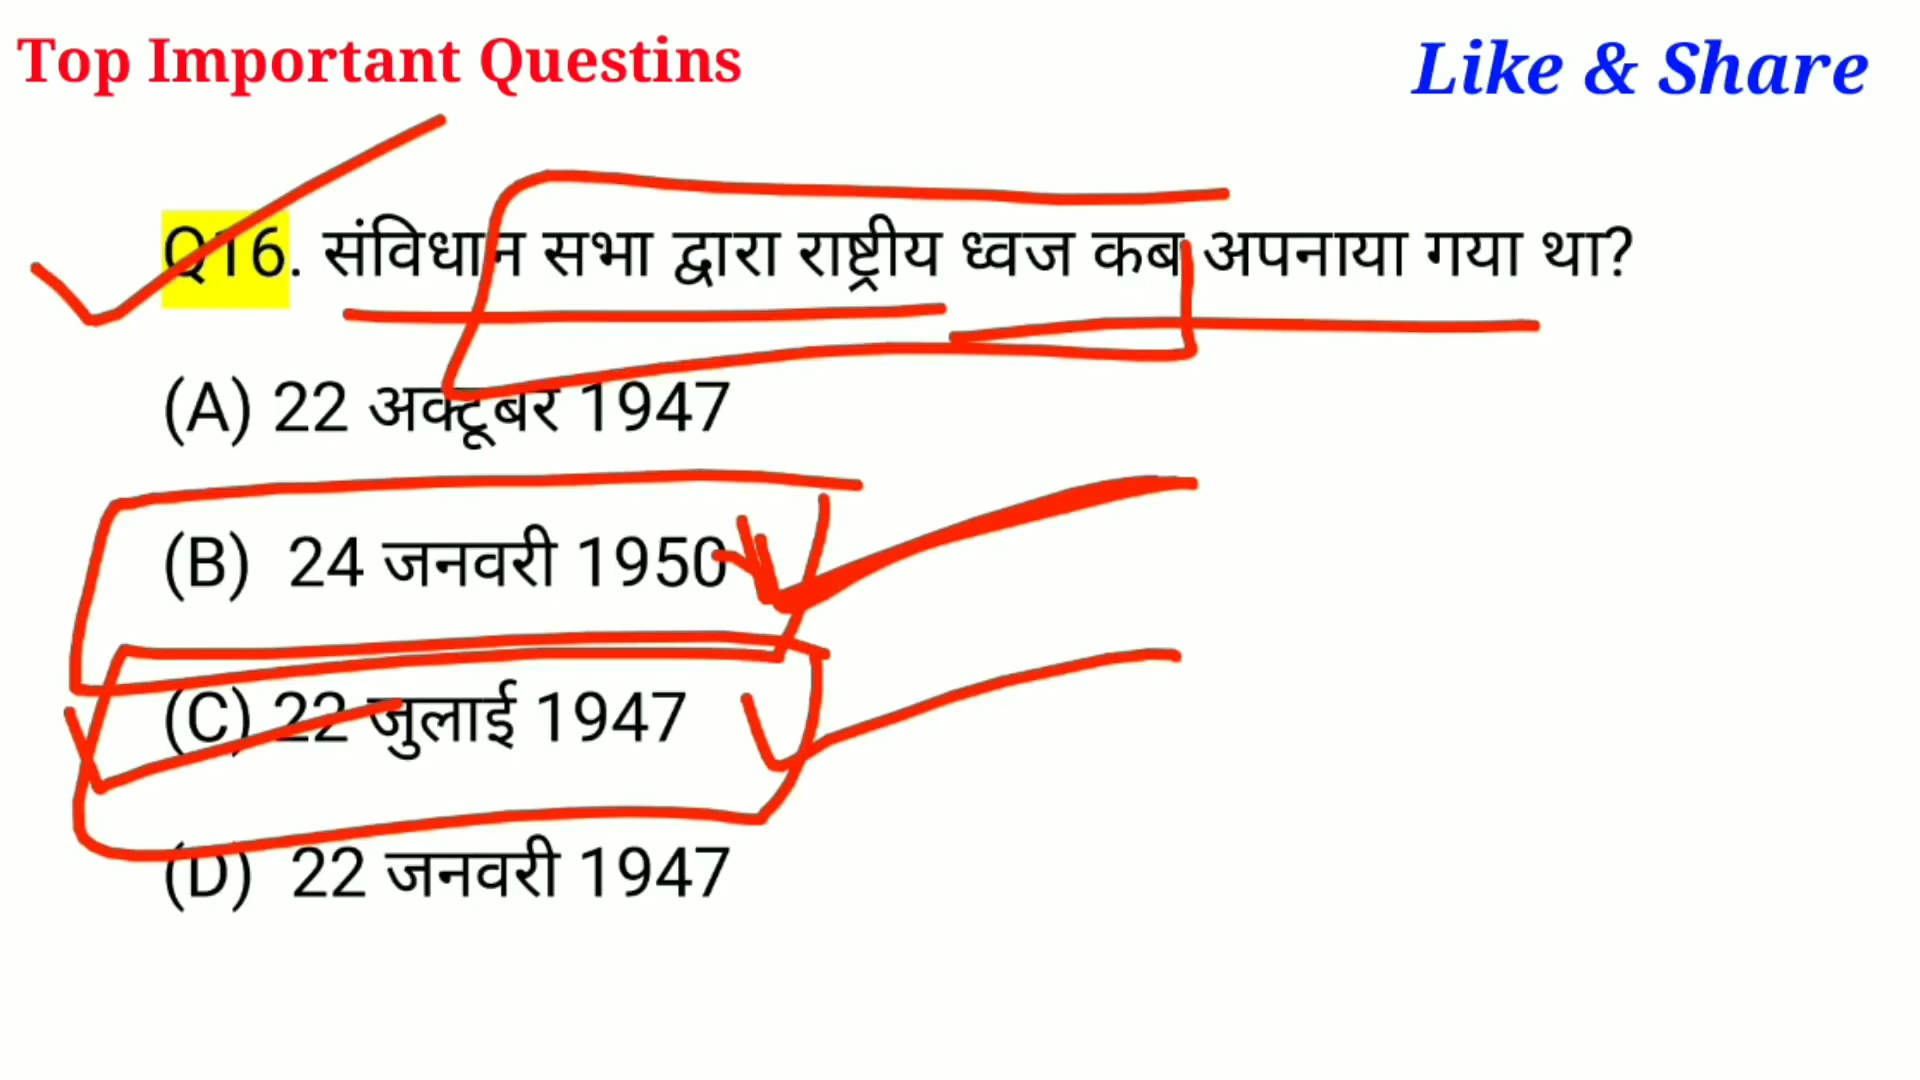 Top Important Questins
Like & Share
Q16. संविधान सभा द्वारा राष्ट्रीय ध्वज कब अपनाया गया था?
(A) 22 अक्टूबर 1947
(B) 24 जनवरी 1950
(C) 22 जुलाई 1947
(D) 22 जनवरी 1947